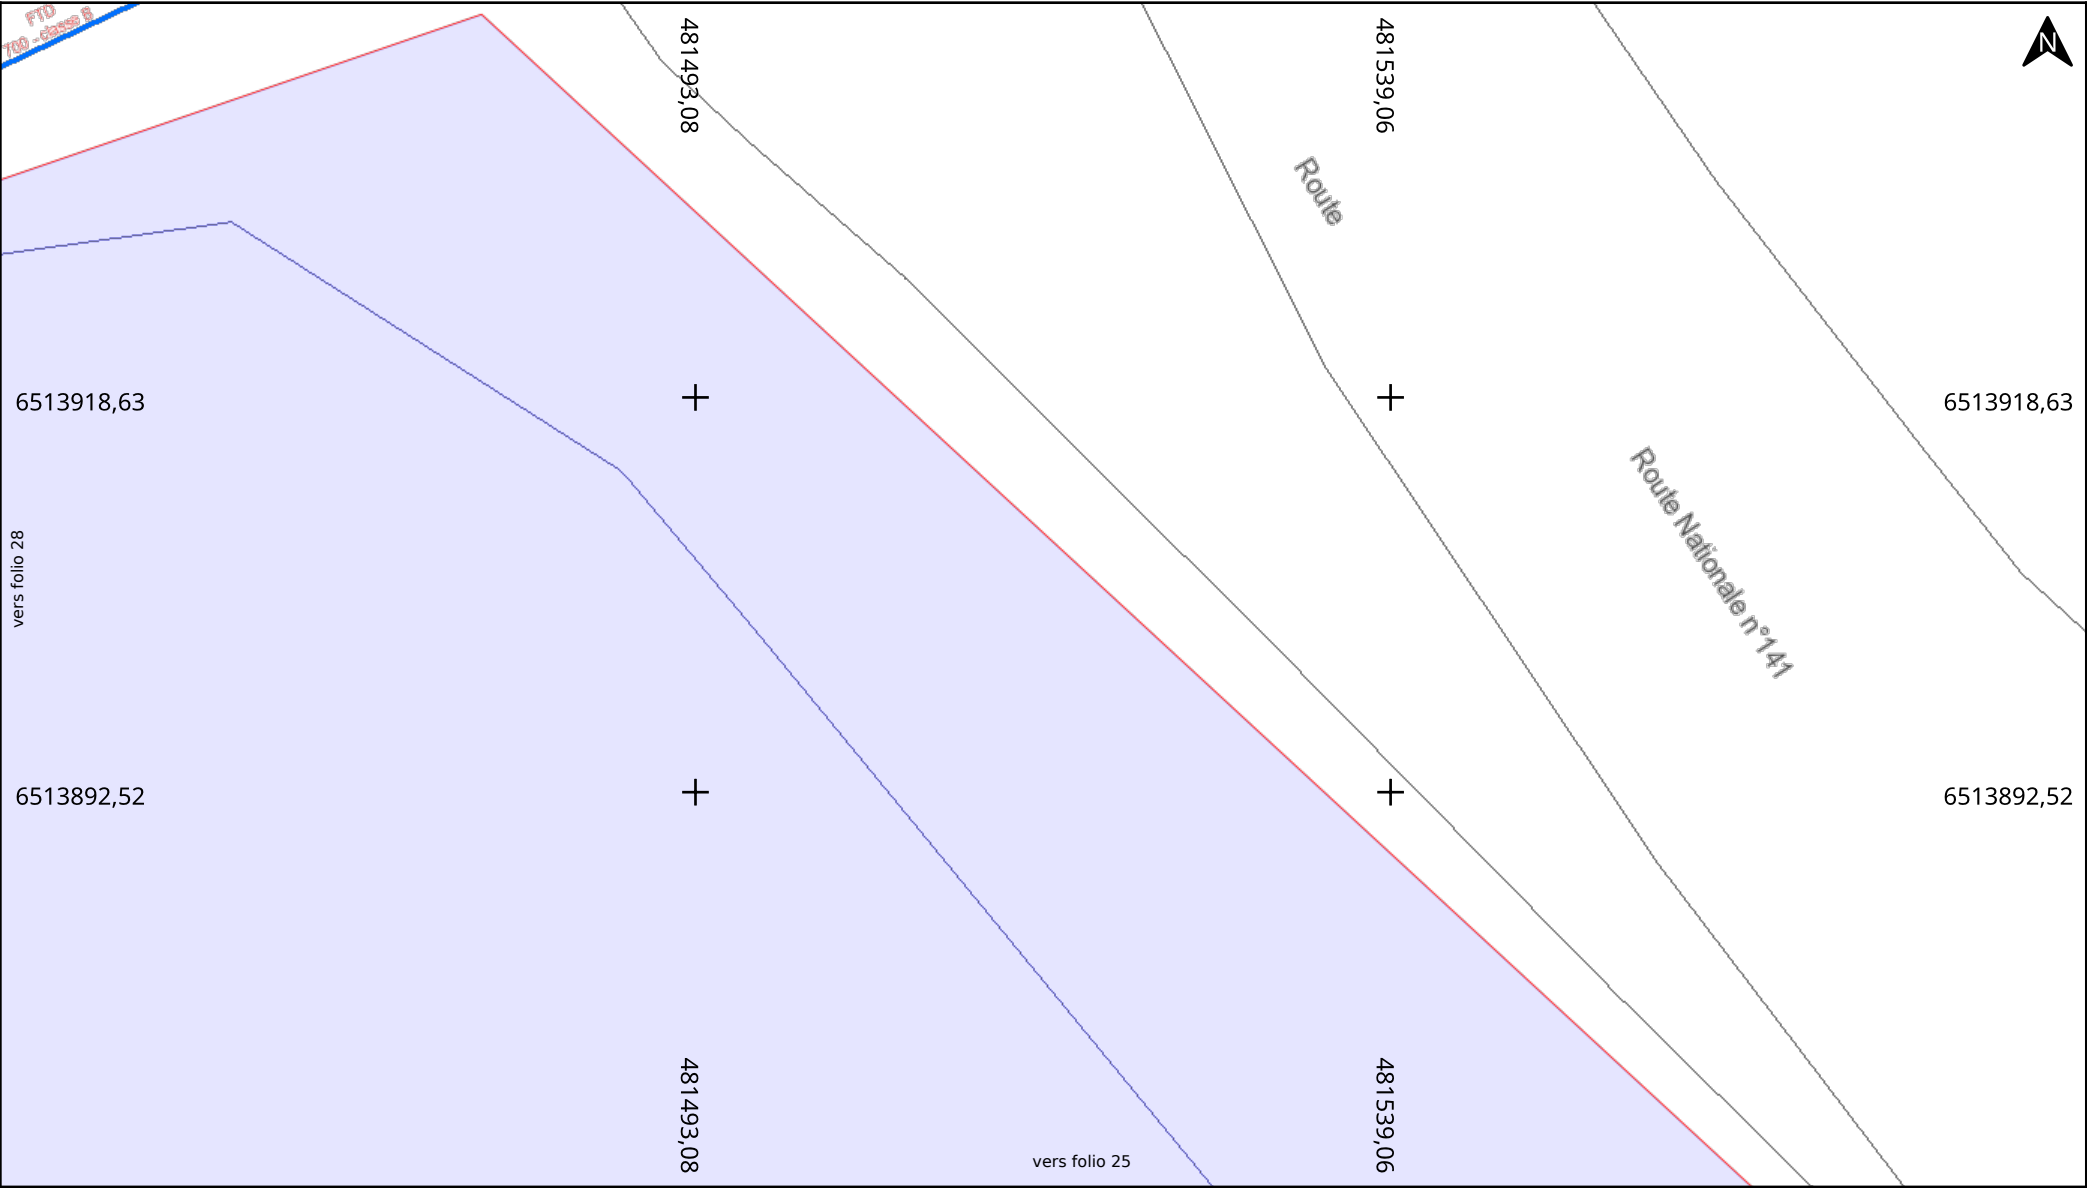 FTD
700 - classe B
481493,08
481539,06
N
Route
6513918,63
6513918,63
Route Nationale n°141
vers folio 28
6513892,52
6513892,52
481493,08
481539,06
vers folio 25